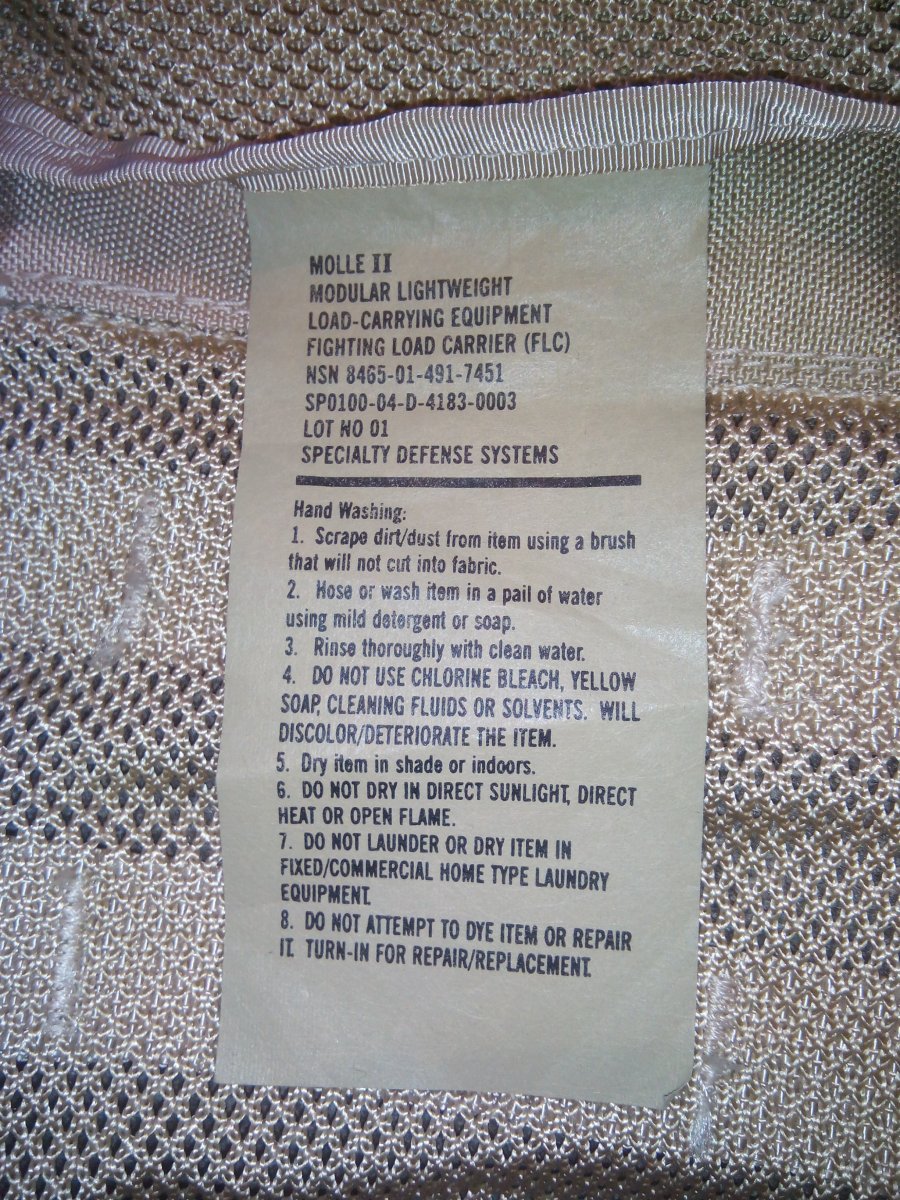 MOLLE II
MODULAR LIGHTWEIGHT
LOAD-CARRYING EQUIPMENT
FIGHTING LOAD CARRIER (FLC)
NSN 8465-01-491-7451
SP0100-04-D-4183-0003
LOT NO 01
SPECIALTY DEFENSE SYSTEMS
Hand Washing:
1. Scrape dirt/dust from item using a brush
that will not cut into fabric.
2. Hose or wash item in a pail of water
using mild detergent or soap.
3. Rinse thoroughly with clean water.
4. DO NOT USE CHLORINE BLEACH, YELLOW
SOAP, CLEANING FLUIDS OR SOLVENTS. WILL
DISCOLOR/DETERIORATE THE ITEM.
5. Dry item in shade or indoors.
6. DO NOT DRY IN DIRECT SUNLIGHT, DIRECT
HEAT OR OPEN FLAME.
7. DO NOT LAUNDER OR DRY ITEM IN
FIXED/COMMERCIAL HOME TYPE LAUNDRY
EQUIPMENT.
8. DO NOT ATTEMPT TO DYE ITEM OR REPAIR
IT. TURN-IN FOR REPAIR/REPLACEMENT.